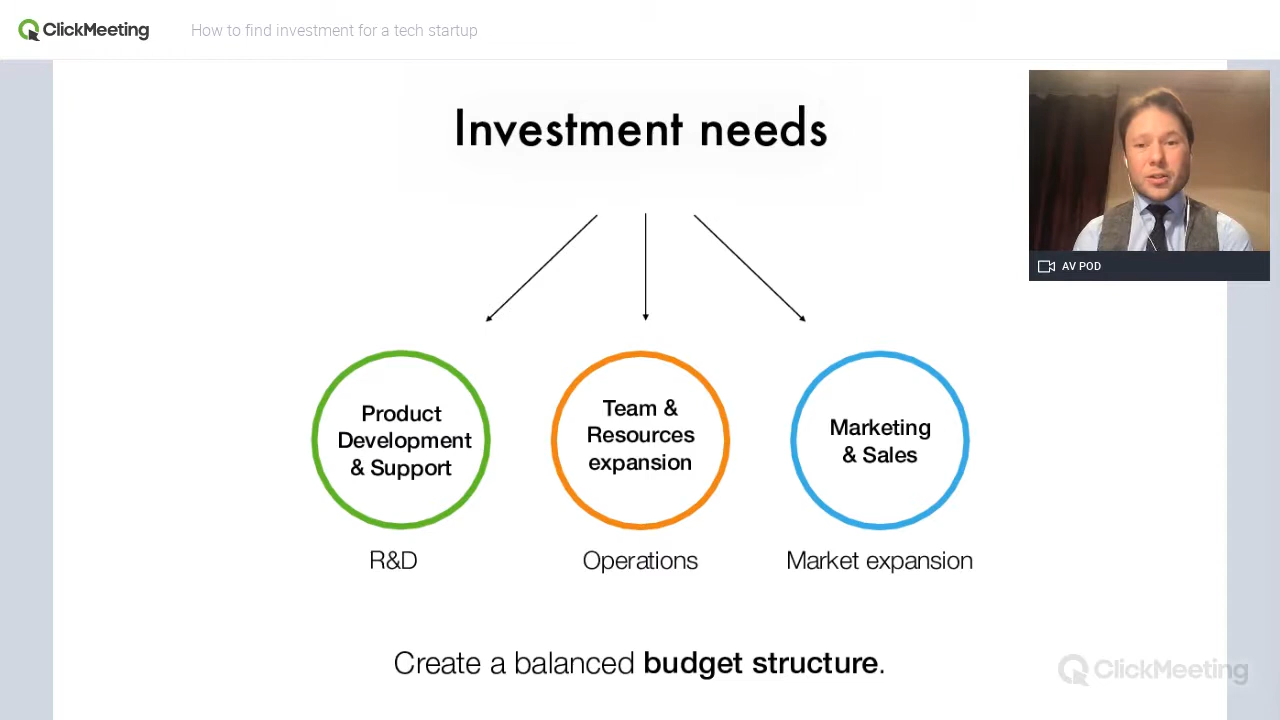 ClickMeeting
How to find investment for a tech startup
Investment needs
AV POD
Product
Development
& Support
Team &
Resources
expansion
Marketing
& Sales
R&D
Operations
Market expansion
Create a balanced budget structure.
ClickMeeting